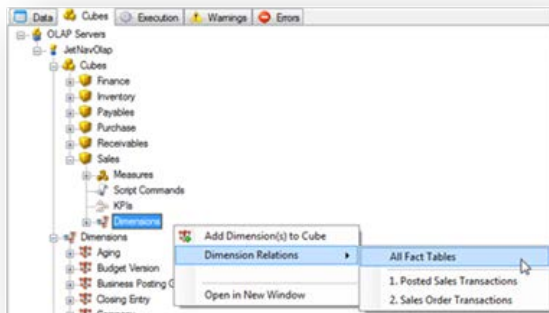 Data Cubes Execution Warnings Errors
OLAP Servers
JetNavOlap
Cubes
Finance
Inventory
Payables
Purchase
Receivables
Sales
Measures
Script Commands
KPIs
Dimensions
Dimensions
Aging
Budget Version
Business Posting
Closing Entry
Add Dimension(s) to Cube
Dimension Relations
Open in New Window
All Fact Tables
1. Posted Sales Transactions
2. Sales Order Transactions